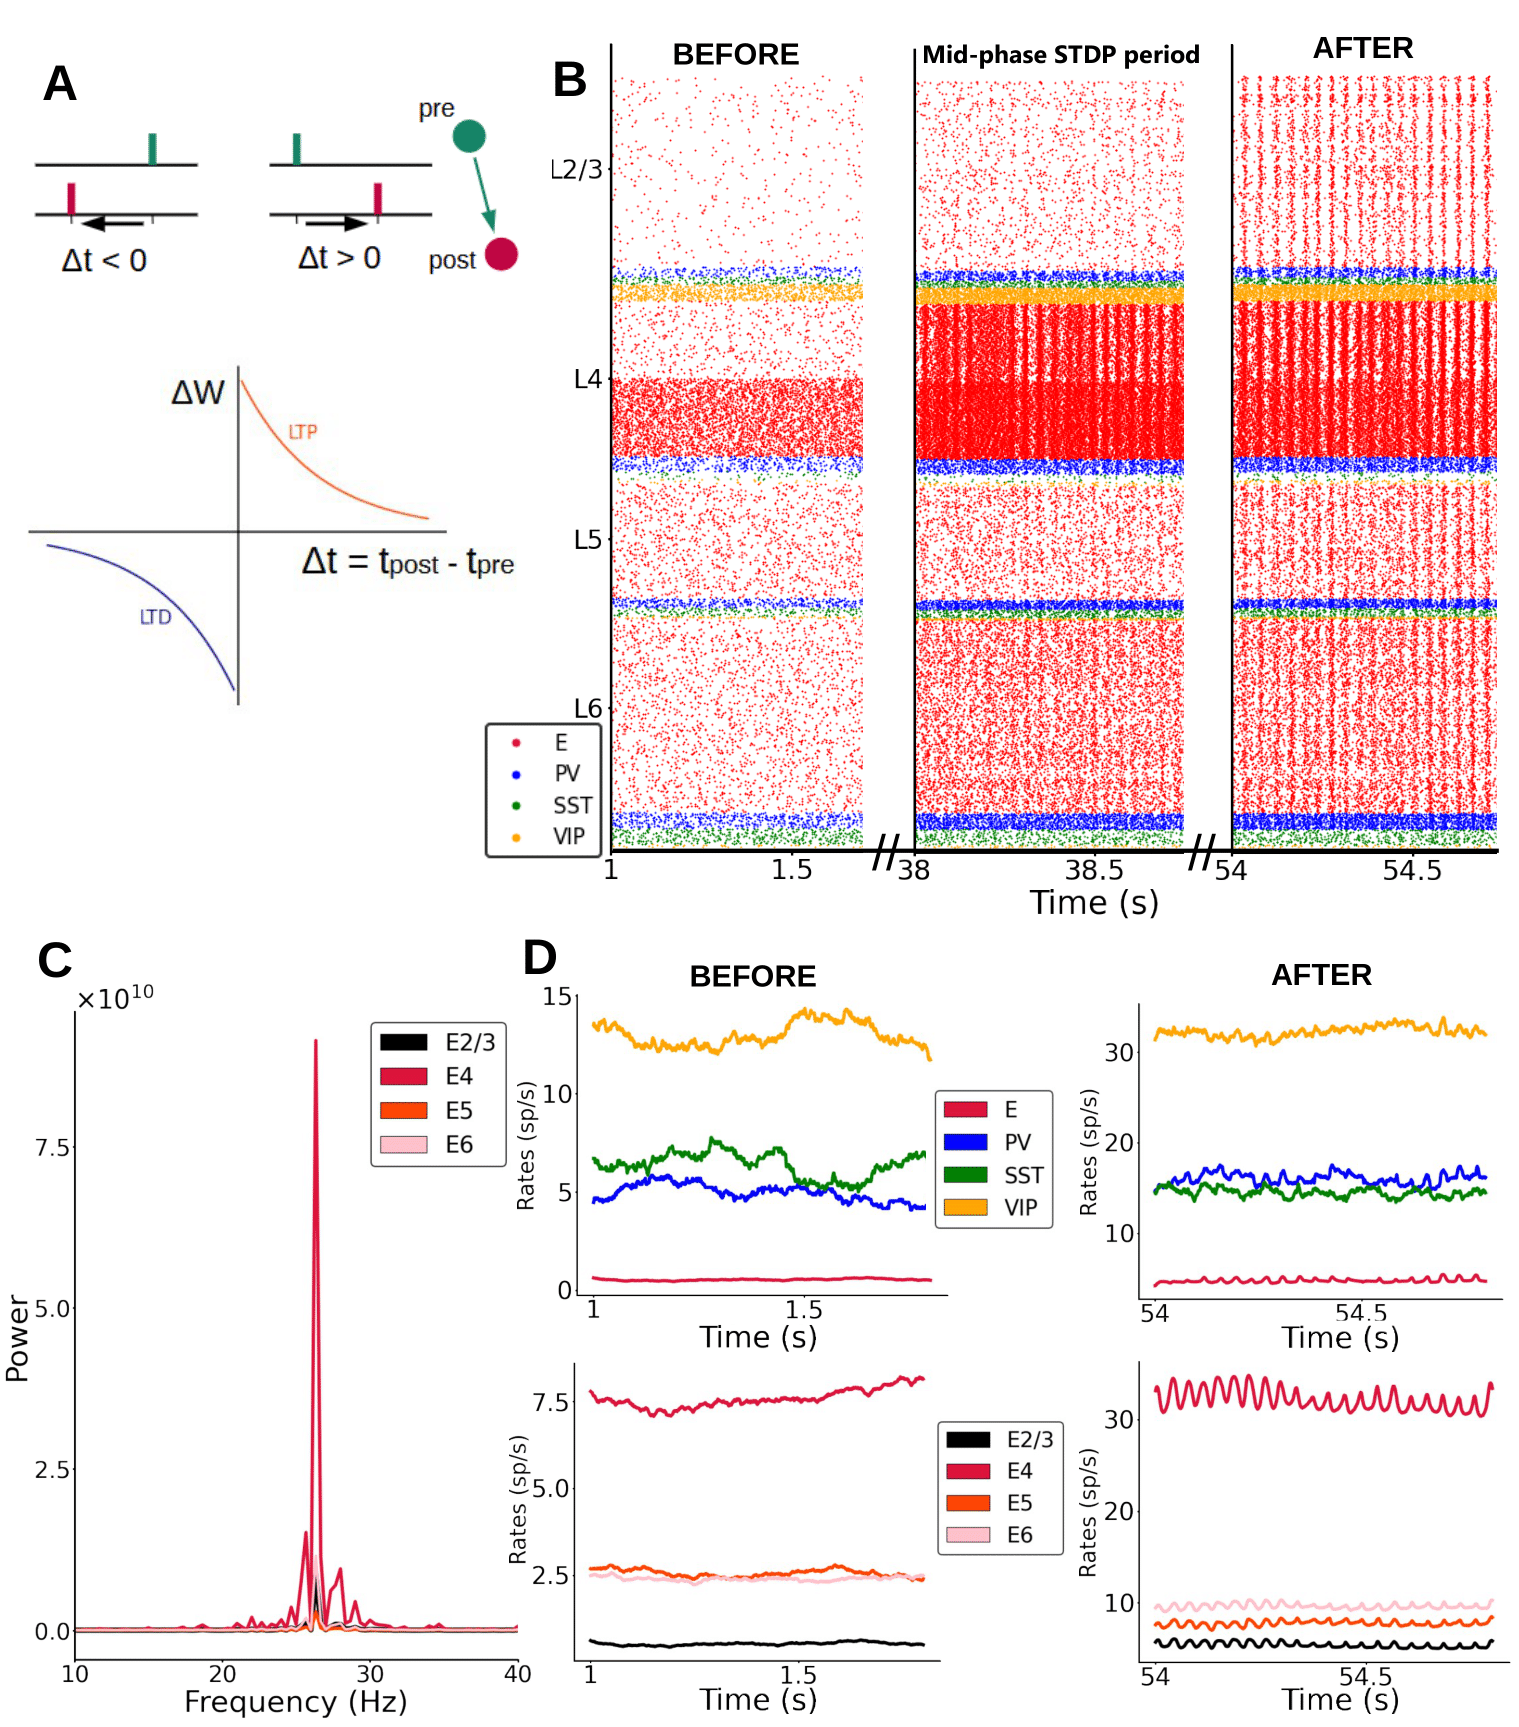 A
pre
post
Δt < 0
Δt > 0
ΔW
LTP
LTD
Δt = tpost - tpre
B
BEFORE
Mid-phase STDP period
AFTER
L2/3
L4
L5
L6
E
PV
SST
VIP
1
1.5
38
38.5
54
54.5
Time (s)
C
×10^10
E2/3
E4
E5
E6
7.5
5.0
2.5
0.0
Power
10
20
30
40
Frequency (Hz)
D
BEFORE
AFTER
15
10
5
0
Rates (sp/s)
1
1.5
Time (s)
E
PV
SST
VIP
30
20
10
Rates (sp/s)
54
54.5
Time (s)
7.5
5.0
2.5
Rates (sp/s)
1
1.5
Time (s)
E2/3
E4
E5
E6
30
20
10
Rates (sp/s)
54
54.5
Time (s)